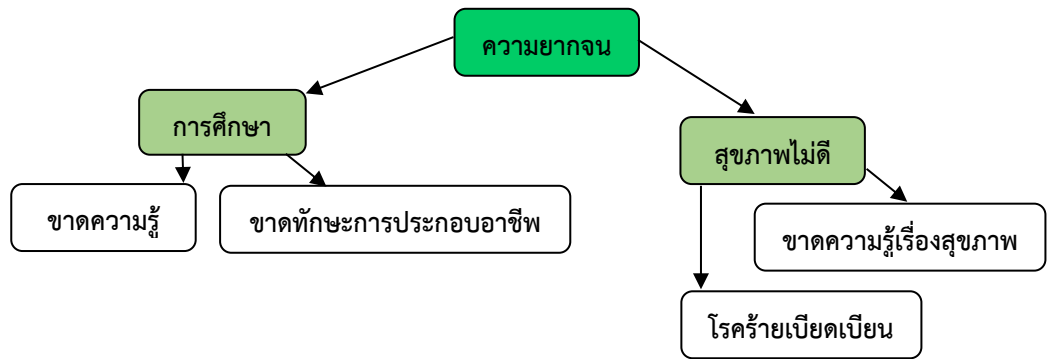 ความยากจน
การศึกษา
สุขภาพไม่ดี
ขาดความรู้
ขาดทักษะการประกอบอาชีพ
ขาดความรู้เรื่องสุขภาพ
โรคร้ายเบียดเบียน